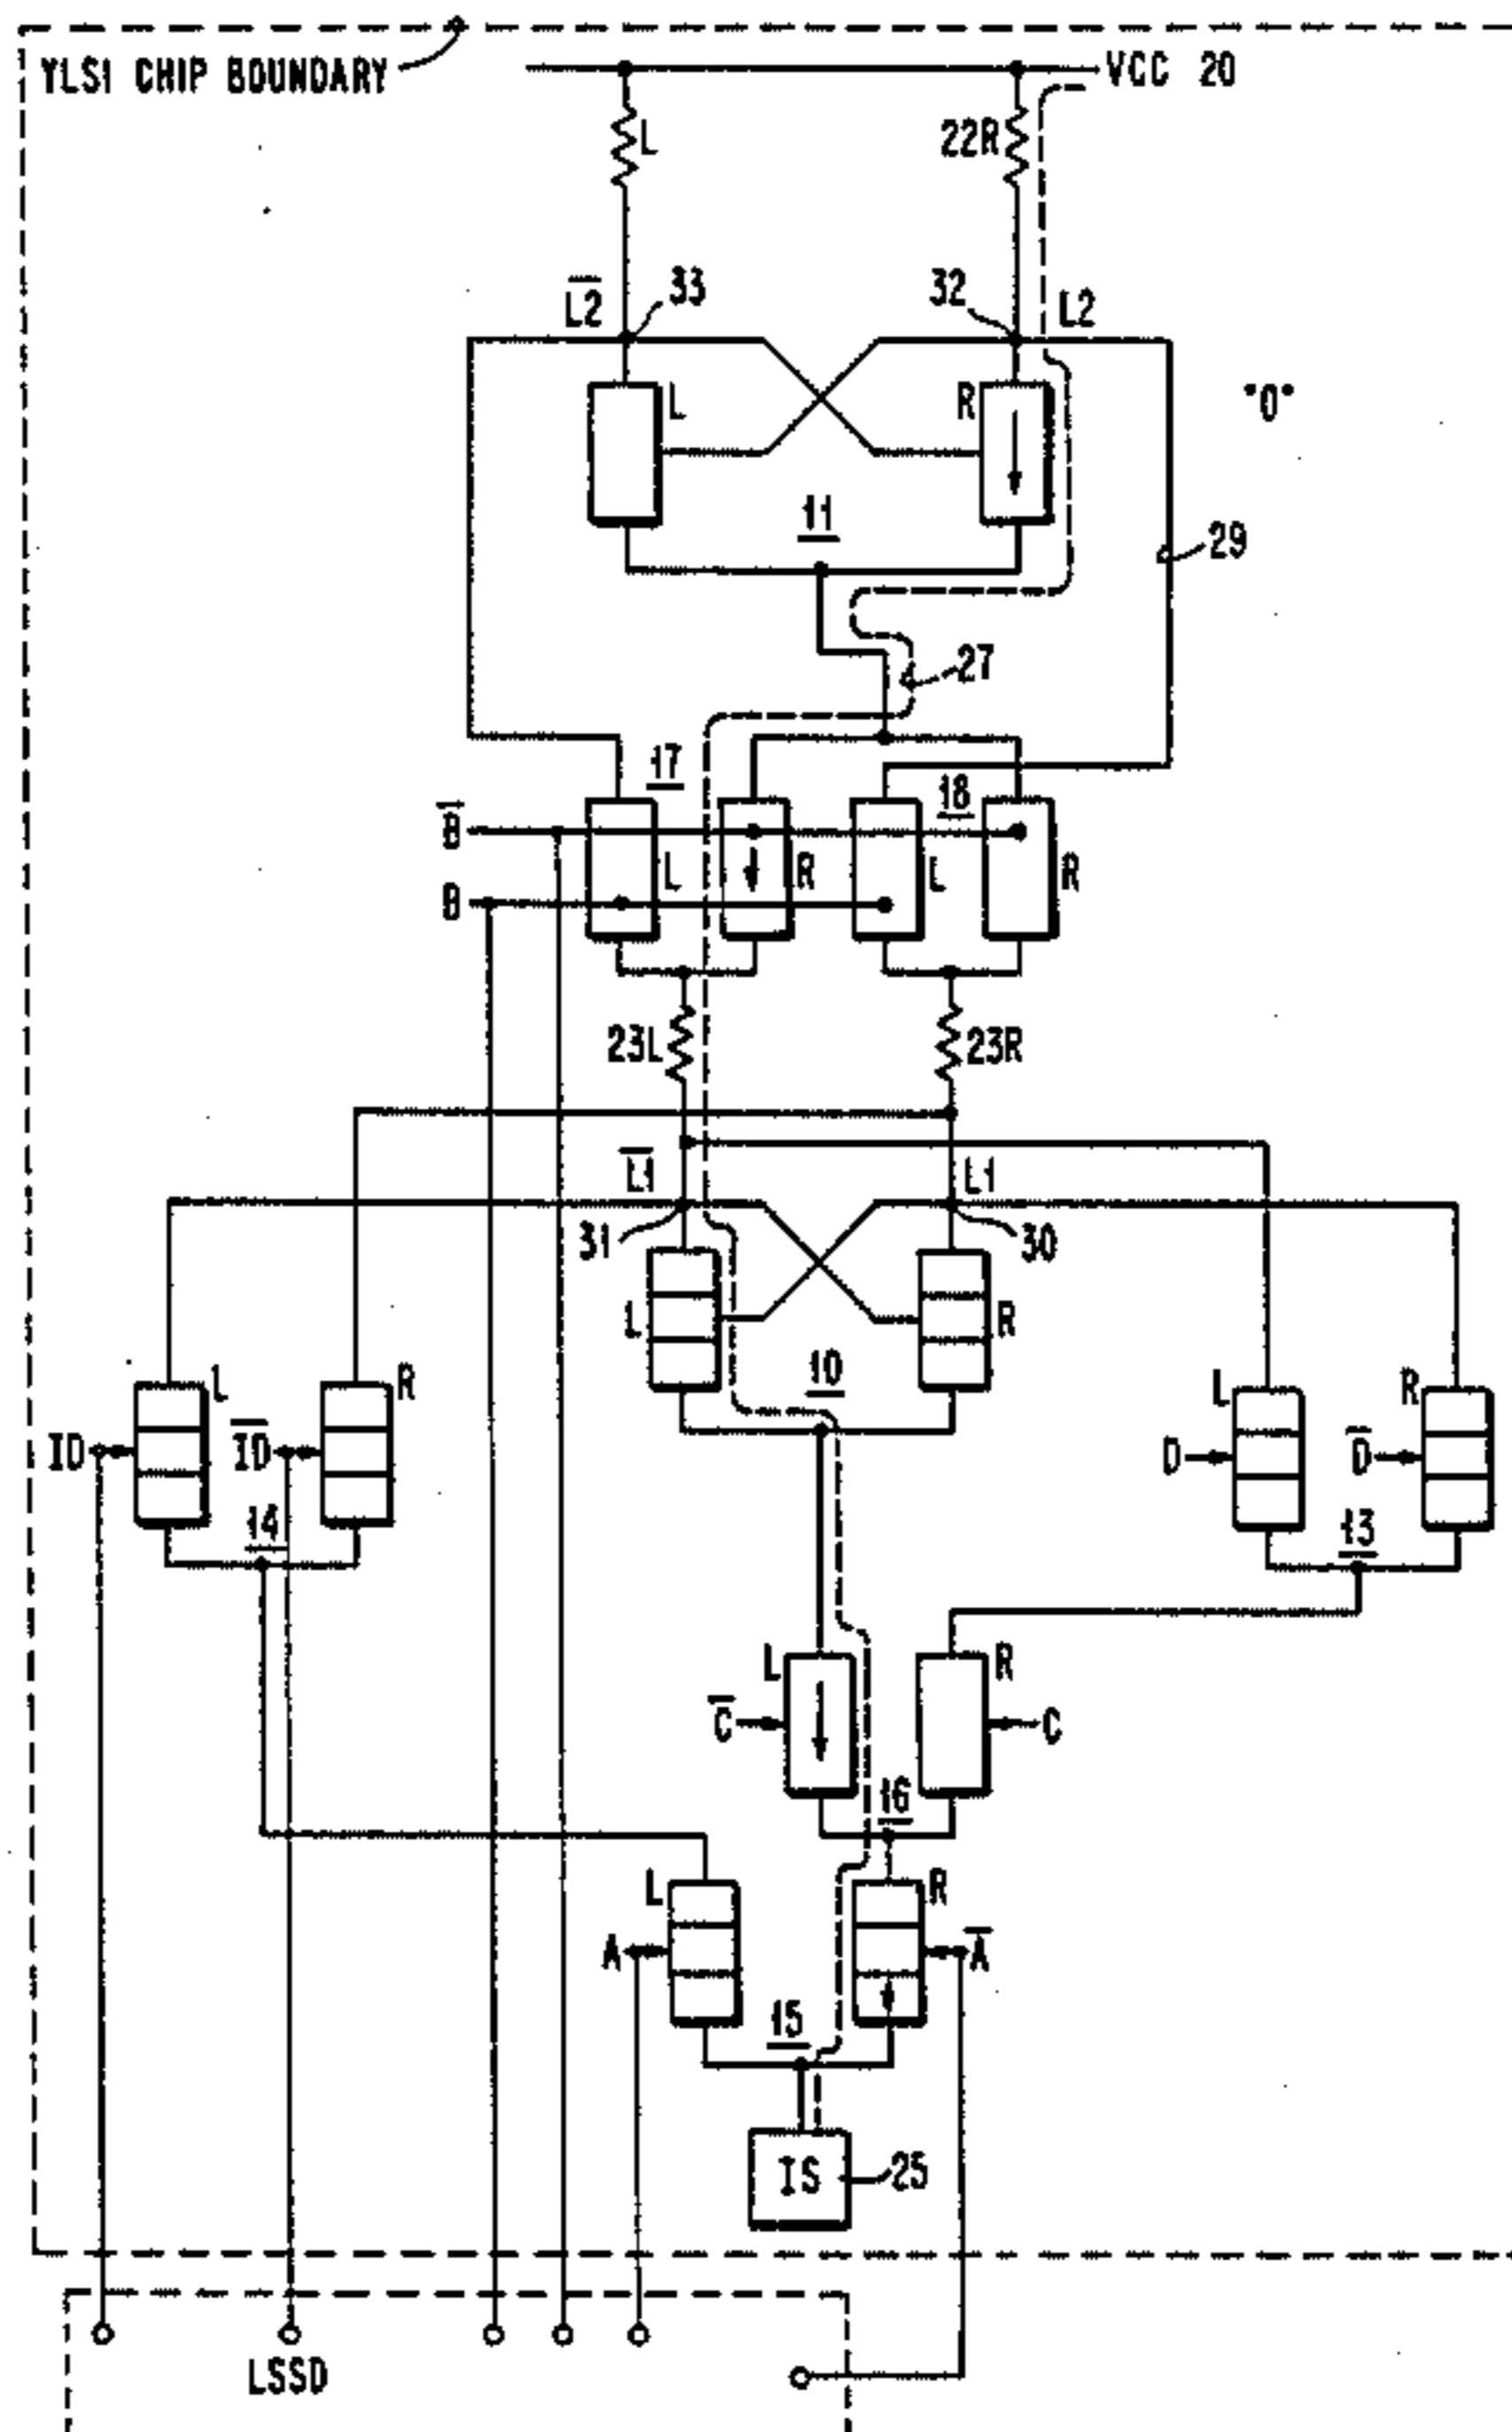 VLSI CHIP BOUNDARY
VCC 20
L
22R
L2
33
32
L2
L
R
"0"
11
29
27
17
18
B
L
R
L
R
B
23L
23R
L1
L1
31
30
L
R
10
L
R
L
R
ID
ID
D
D
14
13
L
R
C
C
16
L
R
A
A
15
IS
25
LSSD